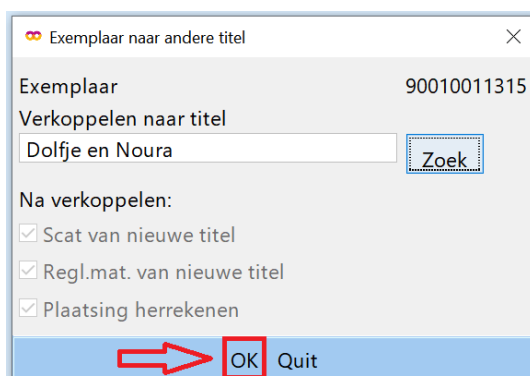 Exemplaar naar andere titel
Exemplaar 90010011315
Verkoppelen naar titel
Dolfje en Noura Zoek
Na verkoppelen:
Scat van nieuwe titel
Regl.mat. van nieuwe titel
Plaatsing herrekenen
OK Quit